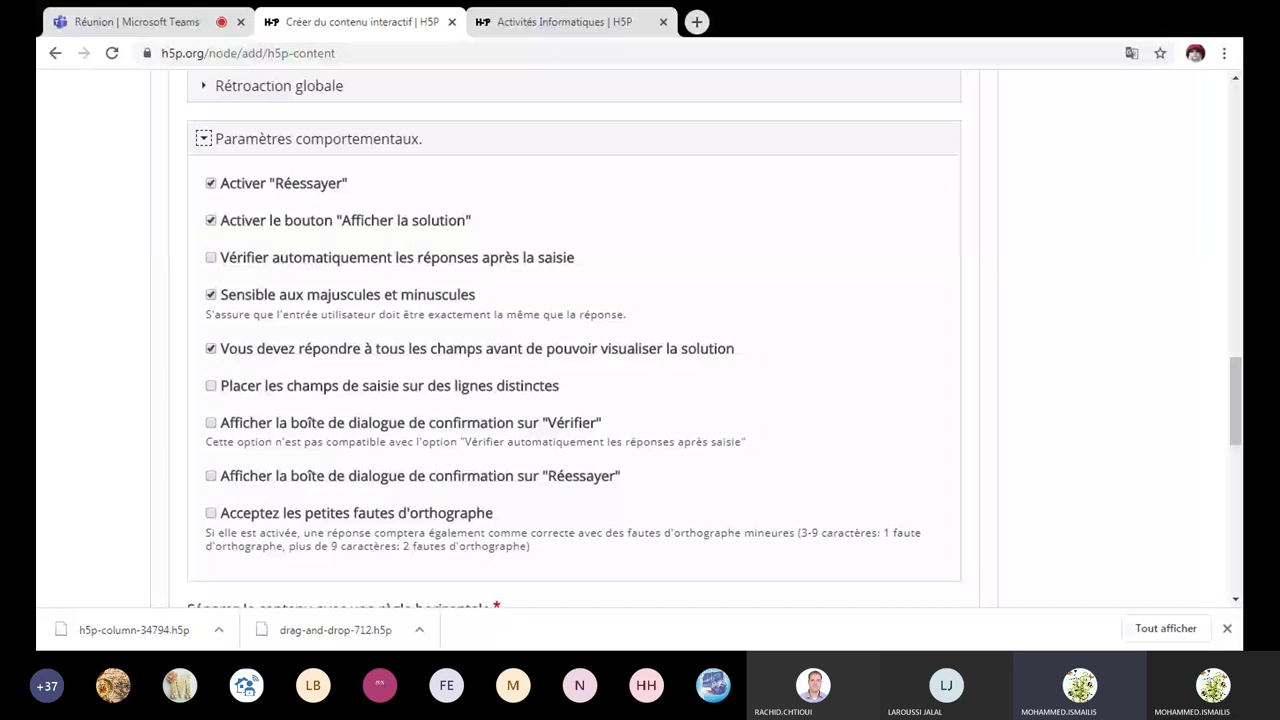 Réunion | Microsoft Teams
H-P Créer du contenu interactif | H5P
H-P Activités Informatiques | H5P
h5p.org/node/add/h5p-content
Rétroaction globale
Paramètres comportementaux.
Activer "Réessayer"
Activer le bouton "Afficher la solution"
Vérifier automatiquement les réponses après la saisie
Sensible aux majuscules et minuscules
S'assure que l'entrée utilisateur doit être exactement la même que la réponse.
Vous devez répondre à tous les champs avant de pouvoir visualiser la solution
Placer les champs de saisie sur des lignes distinctes
Afficher la boîte de dialogue de confirmation sur "Vérifier"
Cette option n'est pas compatible avec l'option "Vérifier automatiquement les réponses après saisie"
Afficher la boîte de dialogue de confirmation sur "Réessayer"
Acceptez les petites fautes d'orthographe
Si elle est activée, une réponse comptera également comme correcte avec des fautes d'orthographe mineures (3-9 caractères: 1 faute
d'orthographe, plus de 9 caractères: 2 fautes d'orthographe)
Séparez le contenu avec une règle horizontale *
h5p-column-34794.h5p
drag-and-drop-712.h5p
Tout afficher
+37
LB
FE
M
N
HH
LJ
RACHID.CHTIOUI
LAROUSSI JALAL
MOHAMMED.ISMAILIS
MOHAMMED.ISMAILIS